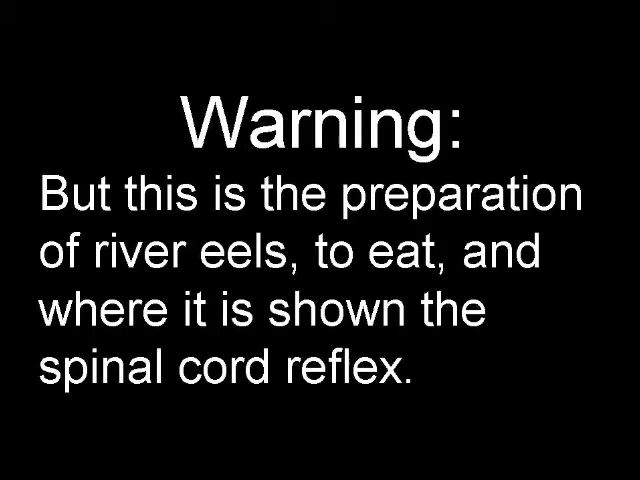 Warning:
But this is the preparation
of river eels, to eat, and
where it is shown the
spinal cord reflex.